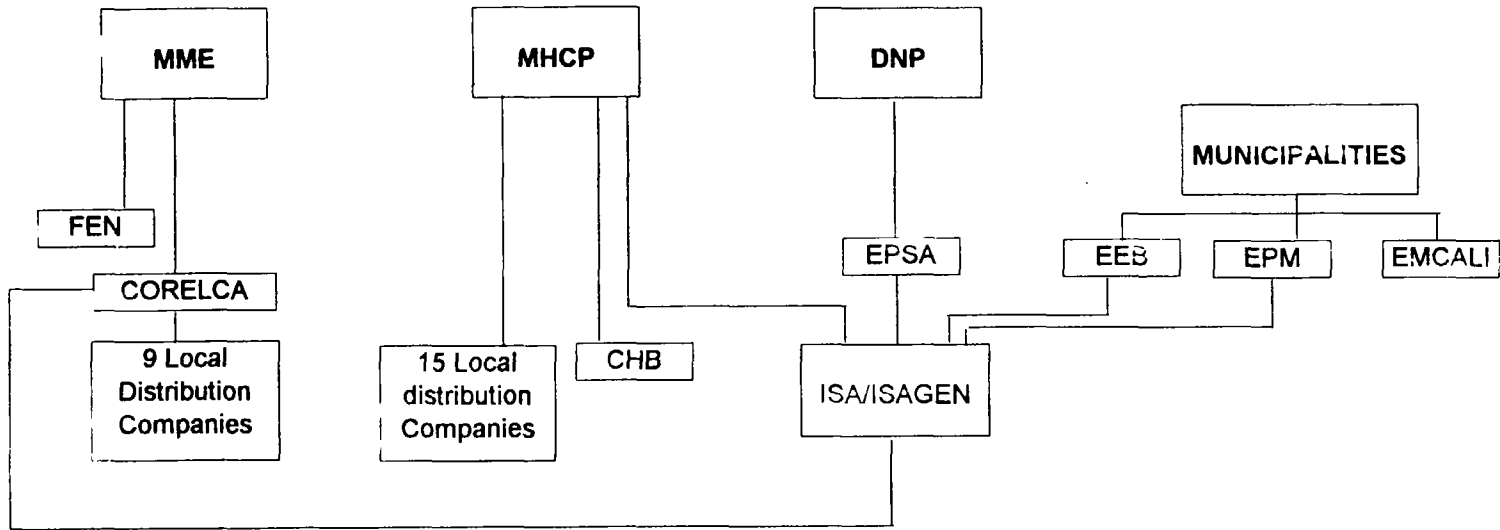 MME
MHCP
DNP
MUNICIPALITIES
FEN
EPSA
EEB
EPM
EMCALI
CORELCA
9 Local
Distribution
Companies
15 Local
distribution
Companies
CHB
ISA/ISAGEN